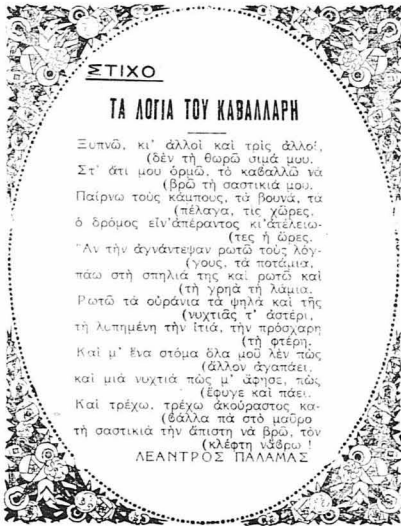 ΣΤΙΧΟ
ΤΑ ΛΟΓΙΑ ΤΟΥ ΚΑΒΑΛΛΑΡΗ
Ξυπνῶ, κι' ἀλλοὶ καὶ τρὶς ἀλλοί,
(δὲν τὴ θωρῶ σιμά μου.
Στ' ἄτι μου ὁρμῶ, τὸ καβαλλῶ νὰ
(βρῶ τὴ σαστικιά μου.
Παίρνω τοὺς κάμπους, τὰ βουνά, τα
(πέλαγα, τὶς χῶρες,
ὁ δρόμος εἶν' ἀπέραντος κι' ἀτέλειω-
(τες ἡ ὧρες.
Ἂν τὴν ἀγνάντεψαν ρωτῶ τοὺς λόγ-
(γους, τὰ ποτάμια,
πάω στὴ σπηλιά της καὶ ρωτῶ καὶ
(τὴ γρηὰ τὴ λάμια.
Ρωτῶ τὰ οὐράνια τὰ ψηλὰ καὶ τῆς
(νυχτιᾶς τ' ἀστέρι,
τὴ λυπημένη τὴν ἰτιά, τὴν πρόσχαρη
(τὴ φτέρη.
Καὶ μ' ἕνα στόμα ὅλα μοῦ λὲν πὼς
(ἄλλον ἀγαπάει,
καὶ μιὰ νυχτιὰ πὼς μ' ἄφησε, πὼς
(ἔφυγε καὶ πάει.
Καὶ τρέχω, τρέχω ἀκούραστος κα-
(βάλλα πὰ στὸ μαῦρο
τὴ σαστικιὰ τὴν ἄπιστη νὰ βρῶ, τὸν
(κλέφτη νἄβρω !
ΛΕΑΝΤΡΟΣ ΠΑΛΑΜΑΣ